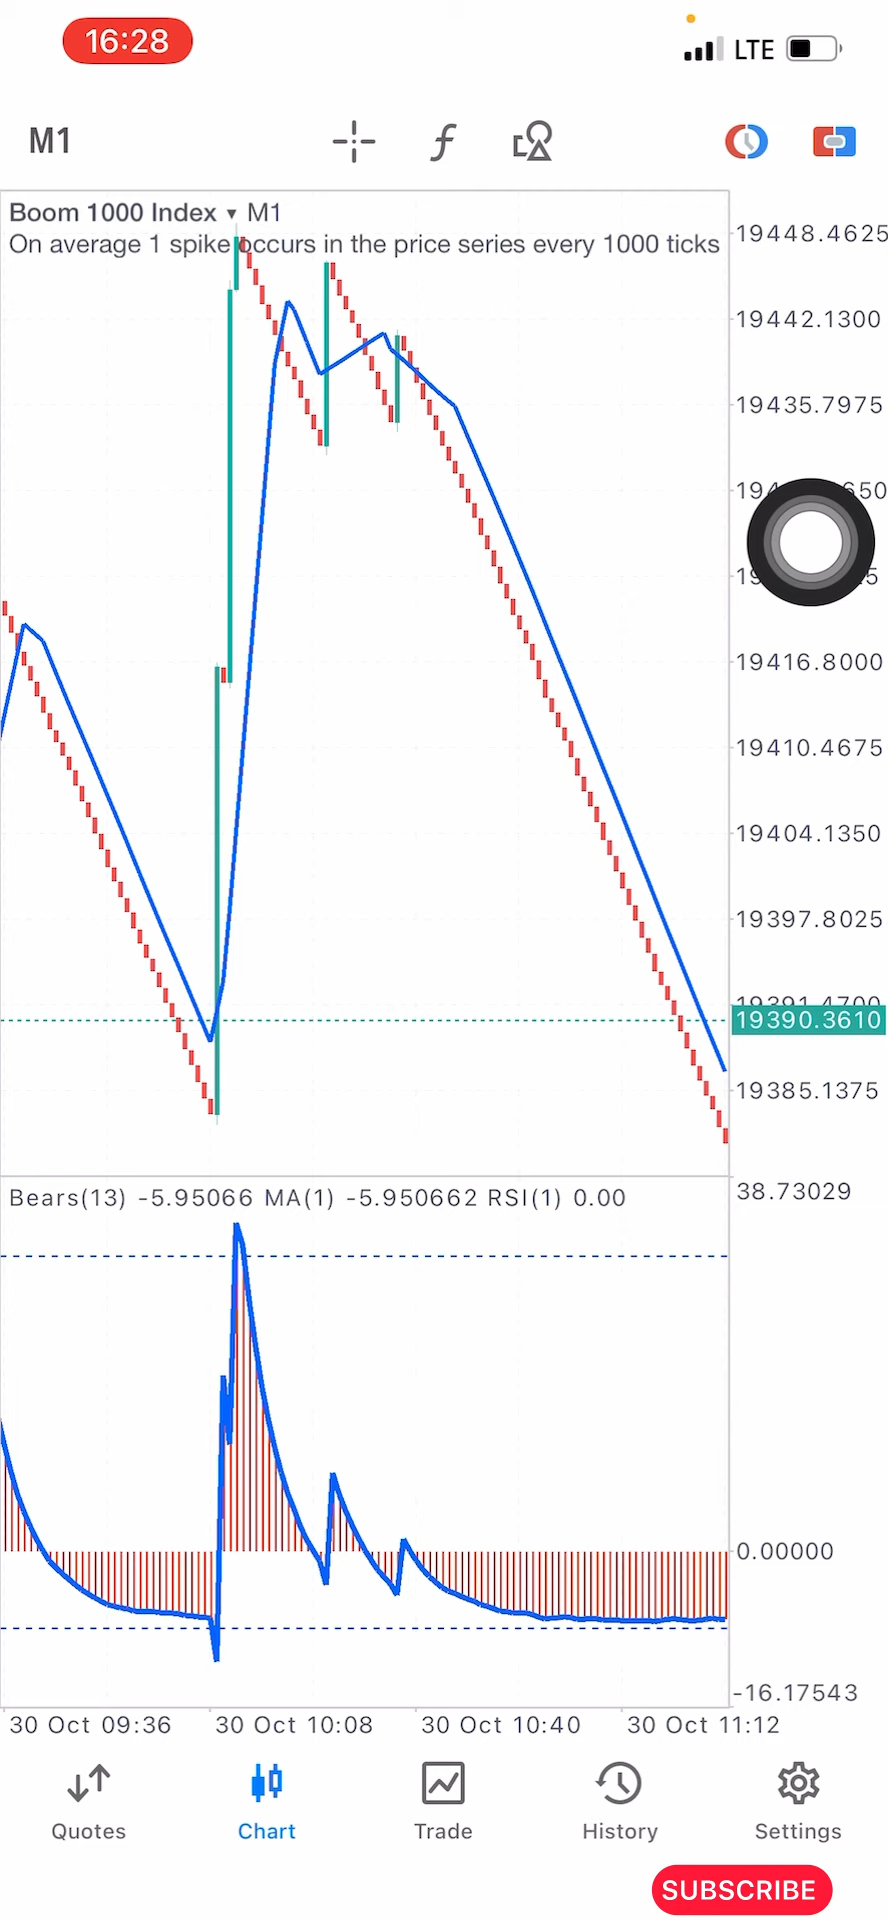 16:28
LTE
M1
Boom 1000 Index ▾ M1
On average 1 spike occurs in the price series every 1000 ticks
19448.4625
19442.1300
19435.7975
19416.8000
19410.4675
19404.1350
19397.8025
19391.4700
19390.3610
19385.1375
Bears(13) -5.95066 MA(1) -5.950662 RSI(1) 0.00
38.73029
0.00000
-16.17543
30 Oct 09:36
30 Oct 10:08
30 Oct 10:40
30 Oct 11:12
Quotes
Chart
Trade
History
Settings
SUBSCRIBE